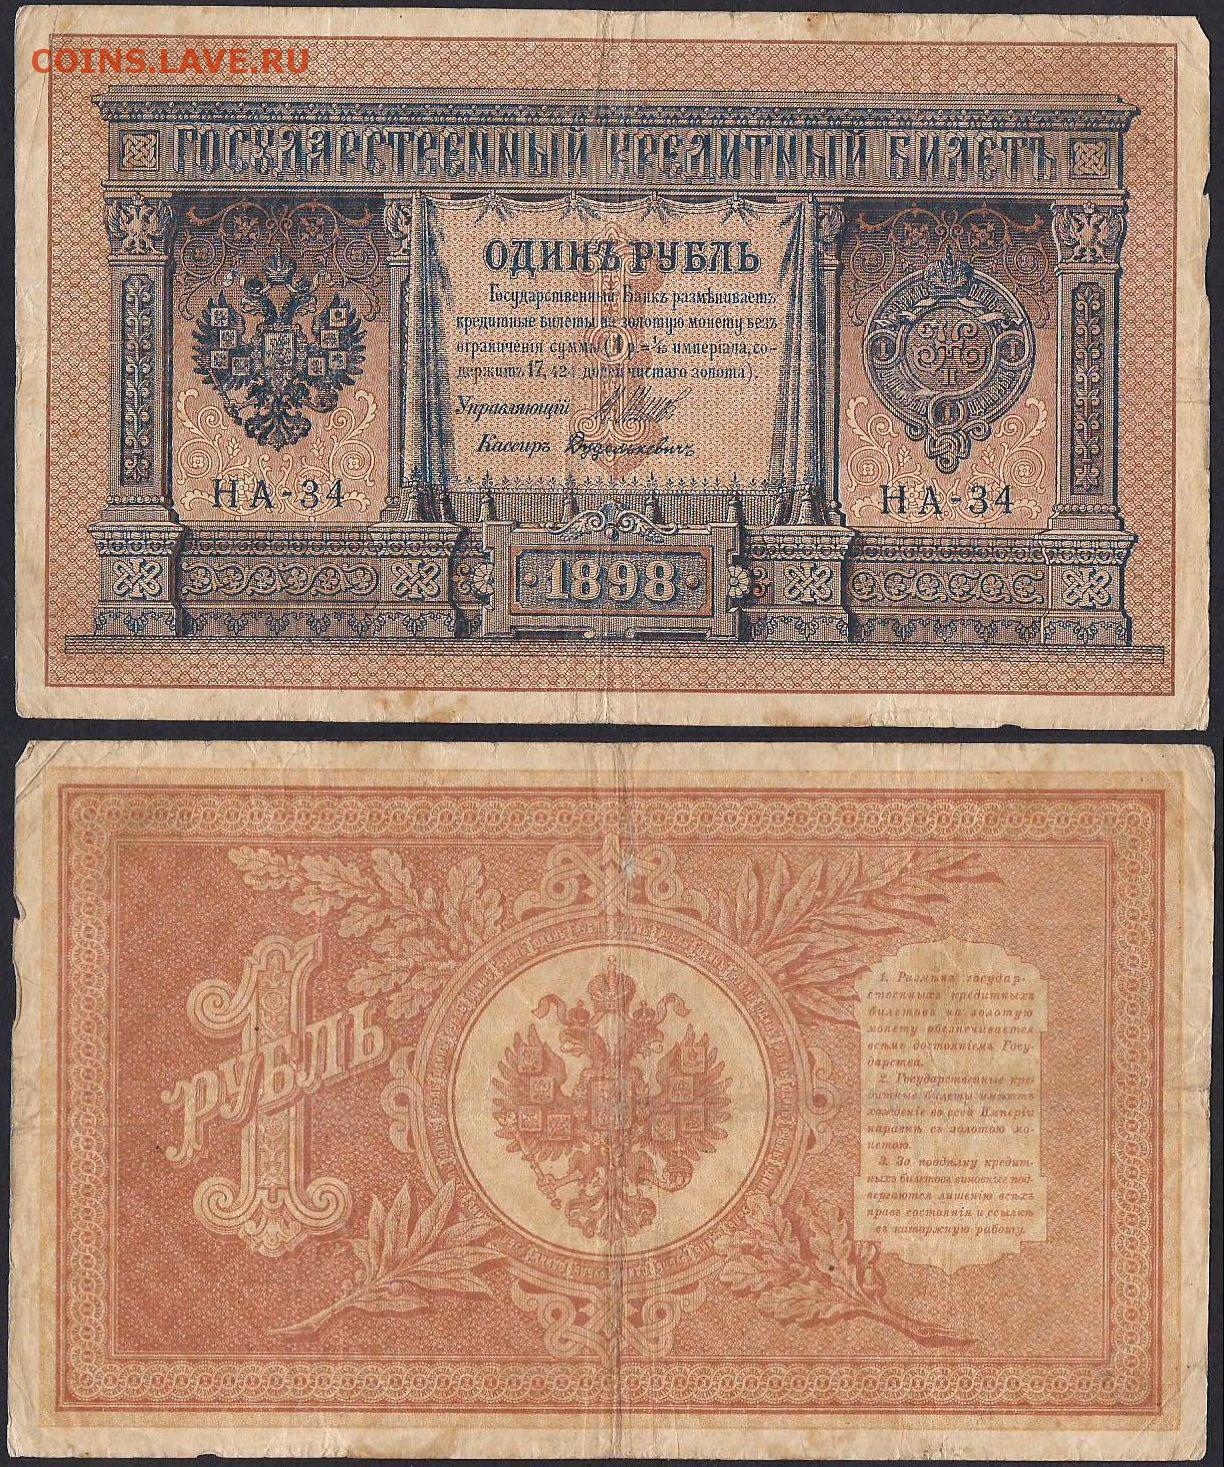 COINS.LAVE.RU
ГОСУДАРСТВЕННЫЙ КРЕДИТНЫЙ БИЛЕТЪ
ОДИНЪ РУБЛЬ
Государственный Банкъ размѣниваетъ
кредитные билеты на золотую монету безъ
ограниченія суммы (1 р. = 1/15 имперіала, со-
держитъ 17,424 долей чистаго золота).
Управляющій
Кассиръ
НА-34
НА-34
1898
1
РУБЛЬ
1. Размѣнъ государ-
ственныхъ кредитныхъ
билетовъ на золотую
монету обезпечивается
всѣмъ достояніемъ Госу-
дарства.
2. Государственные кре-
дитные билеты имѣютъ
хожденіе во всей Имперіи
наравнѣ съ золотою мо-
нетою.
3. За поддѣлку кредит-
ныхъ билетовъ виновные под-
вергаются лишенію всѣхъ
правъ состоянія и ссылкѣ
въ каторжную работу.